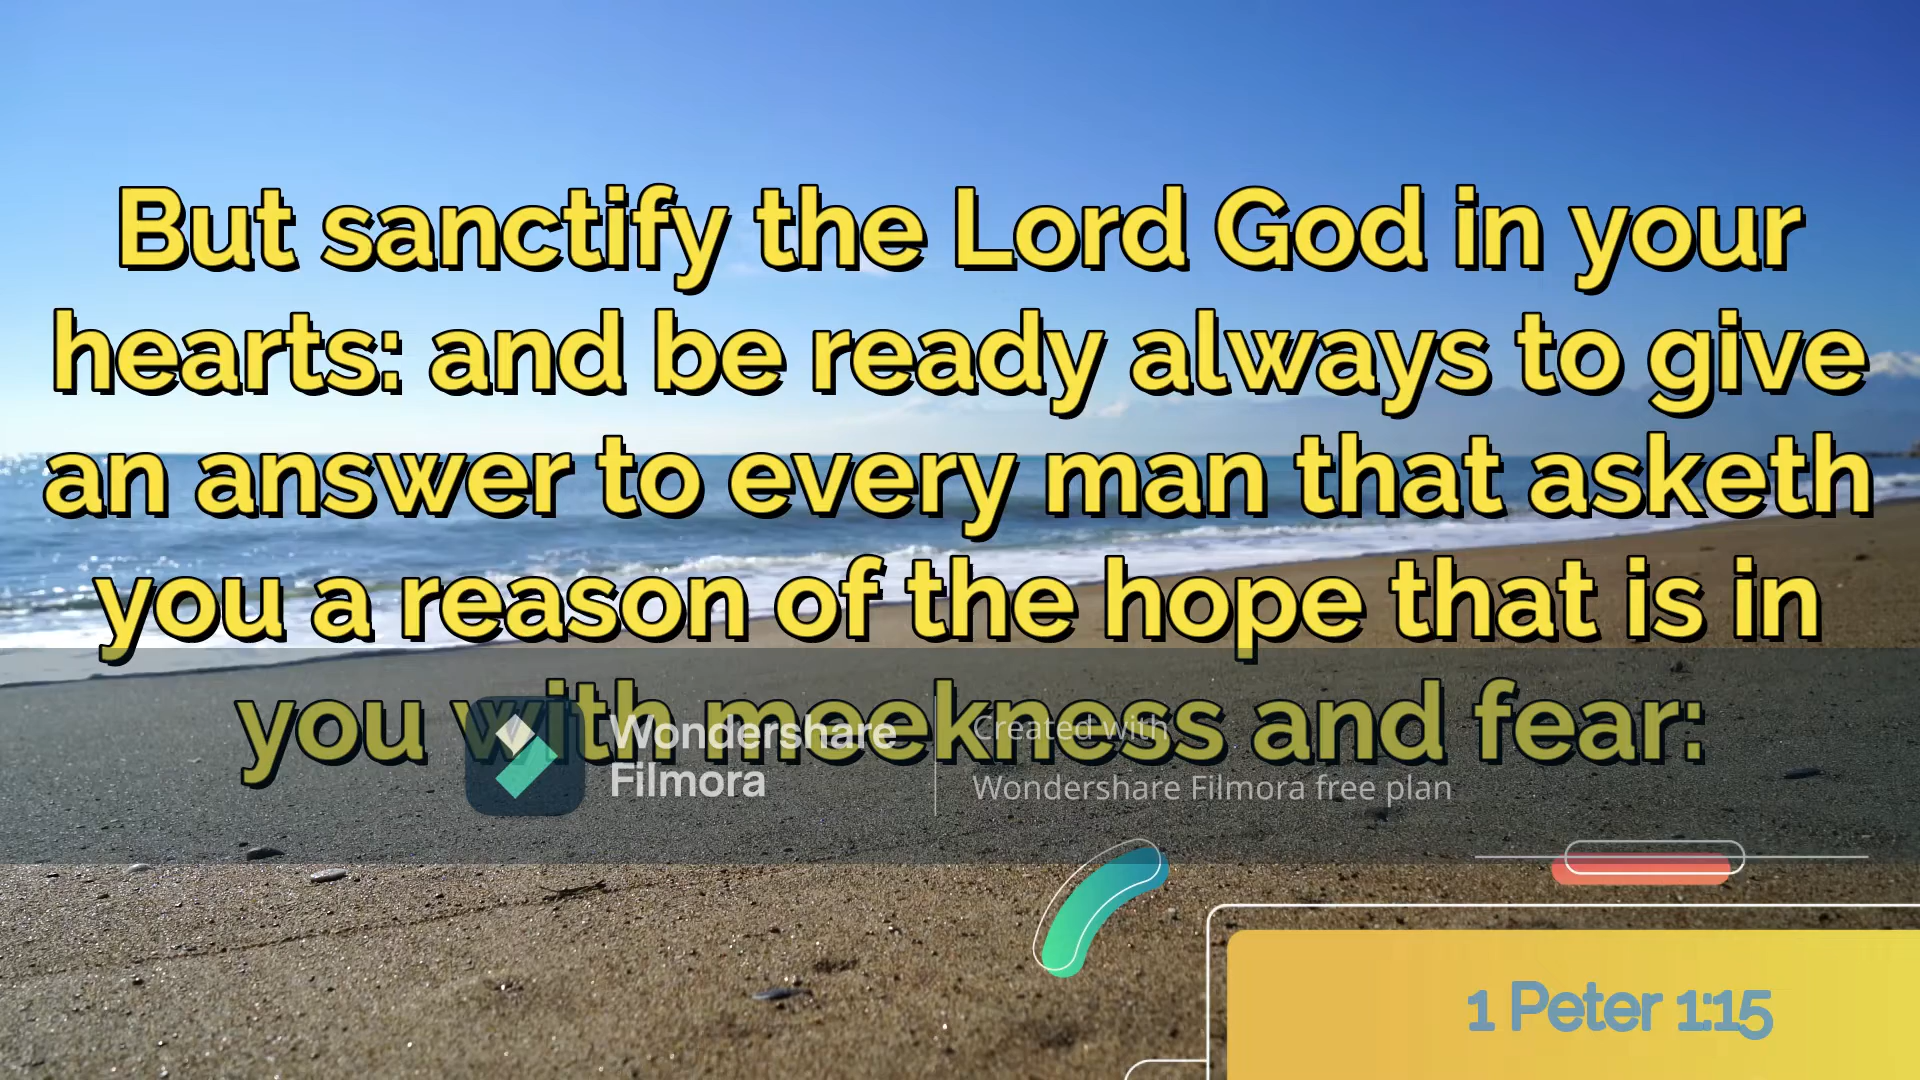 But sanctify the Lord God in your
hearts: and be ready always to give
an answer to every man that asketh
you a reason of the hope that is in
you with meekness and fear:
Wondershare
Filmora
Created with
Wondershare Filmora free plan
1 Peter 1:15